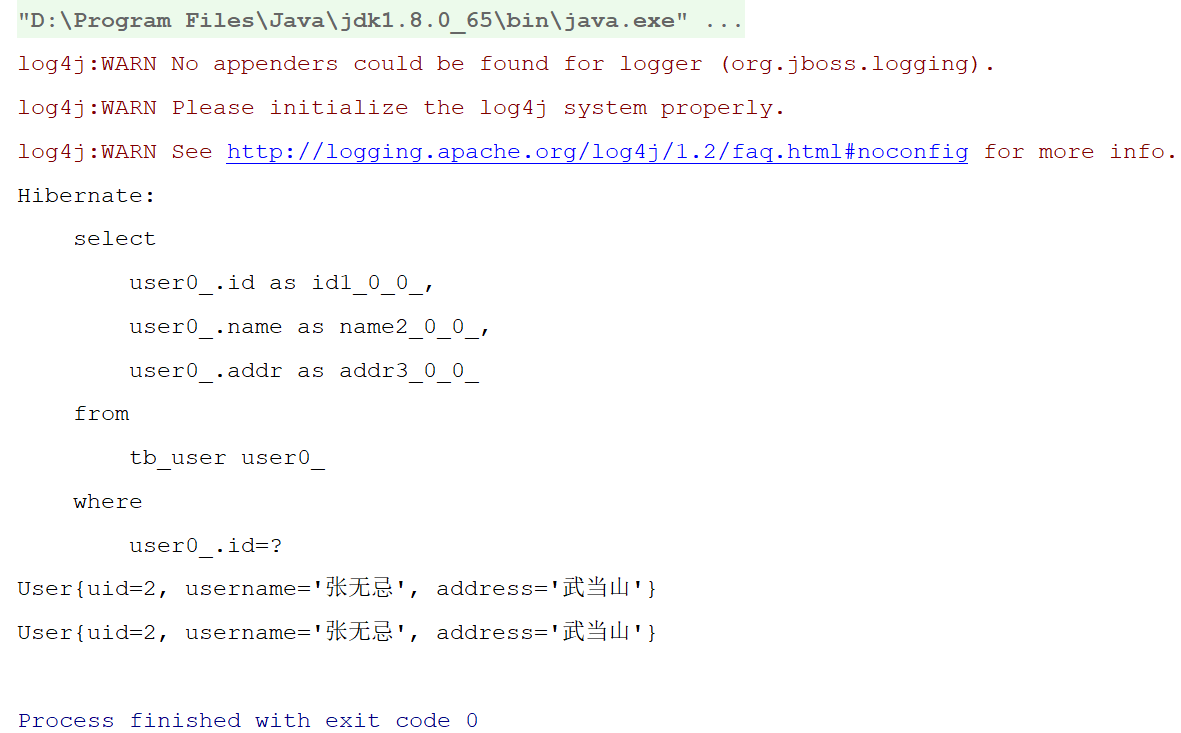 "D:\Program Files\Java\jdk1.8.0_65\bin\java.exe" ...
log4j:WARN No appenders could be found for logger (org.jboss.logging).
log4j:WARN Please initialize the log4j system properly.
log4j:WARN See http://logging.apache.org/log4j/1.2/faq.html#noconfig for more info.
Hibernate:
    select
        user0_.id as id1_0_0_,
        user0_.name as name2_0_0_,
        user0_.addr as addr3_0_0_
    from
        tb_user user0_
    where
        user0_.id=?
User{uid=2, username='张无忌', address='武当山'}
User{uid=2, username='张无忌', address='武当山'}
Process finished with exit code 0